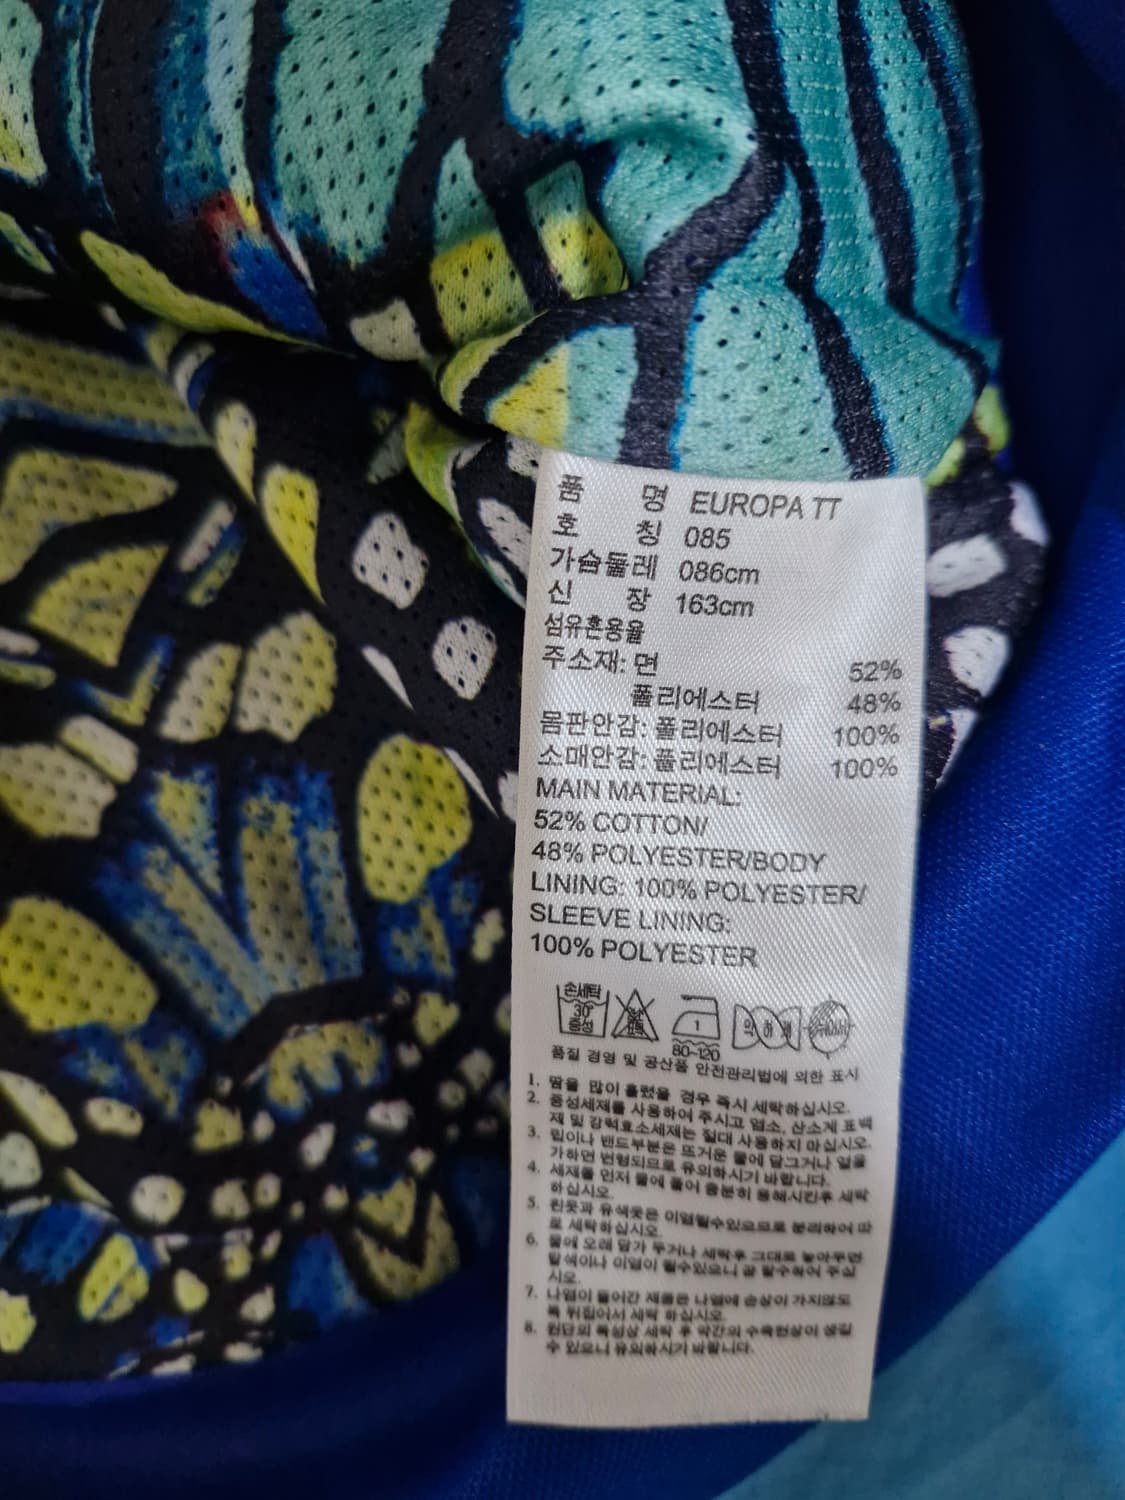 품 명 EUROPA TT
호 칭 085
가슴둘레 086cm
신 장 163cm
섬유혼용율
주소재: 면 52%
폴리에스터 48%
몸판안감: 폴리에스터 100%
소매안감: 폴리에스터 100%
MAIN MATERIAL:
52% COTTON/
48% POLYESTER/BODY
LINING: 100% POLYESTER/
SLEEVE LINING:
100% POLYESTER
손세탁
30°
중성
1
80~120
약 하 게
품질 경영 및 공산품 안전관리법에 의한 표시
1. 땀을 많이 흘렸을 경우 즉시 세탁하십시오.
2. 중성세제를 사용하여 주시고 염소, 산소계 표백
제 및 강력효소세제는 절대 사용하지 마십시오.
3. 립이나 밴드부분은 뜨거운 물에 담그거나 열을
가하면 변형되므로 유의하시기 바랍니다.
4. 세제를 먼저 물에 풀어 충분히 용해시킨후 세탁
하십시오.
5. 흰옷과 유색옷은 이염될수있으므로 분리하여 따
로 세탁하십시오.
6. 물에 오래 담가 두거나 세탁후 그대로 놓아두면
탈색이나 이염이 될수있으니 잘 탈수하여 주십
시오.
7. 나염이 들어간 제품은 나염에 손상이 가지않도
록 뒤집어서 세탁 하십시오.
8. 원단의 특성상 세탁 후 약간의 수축현상이 생길
수 있으니 유의하시기 바랍니다.